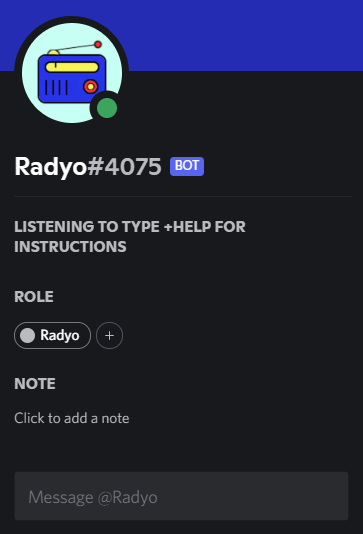 Radyo#4075 BOT
LISTENING TO TYPE +HELP FOR
INSTRUCTIONS
ROLE
Radyo +
NOTE
Click to add a note
Message @Radyo